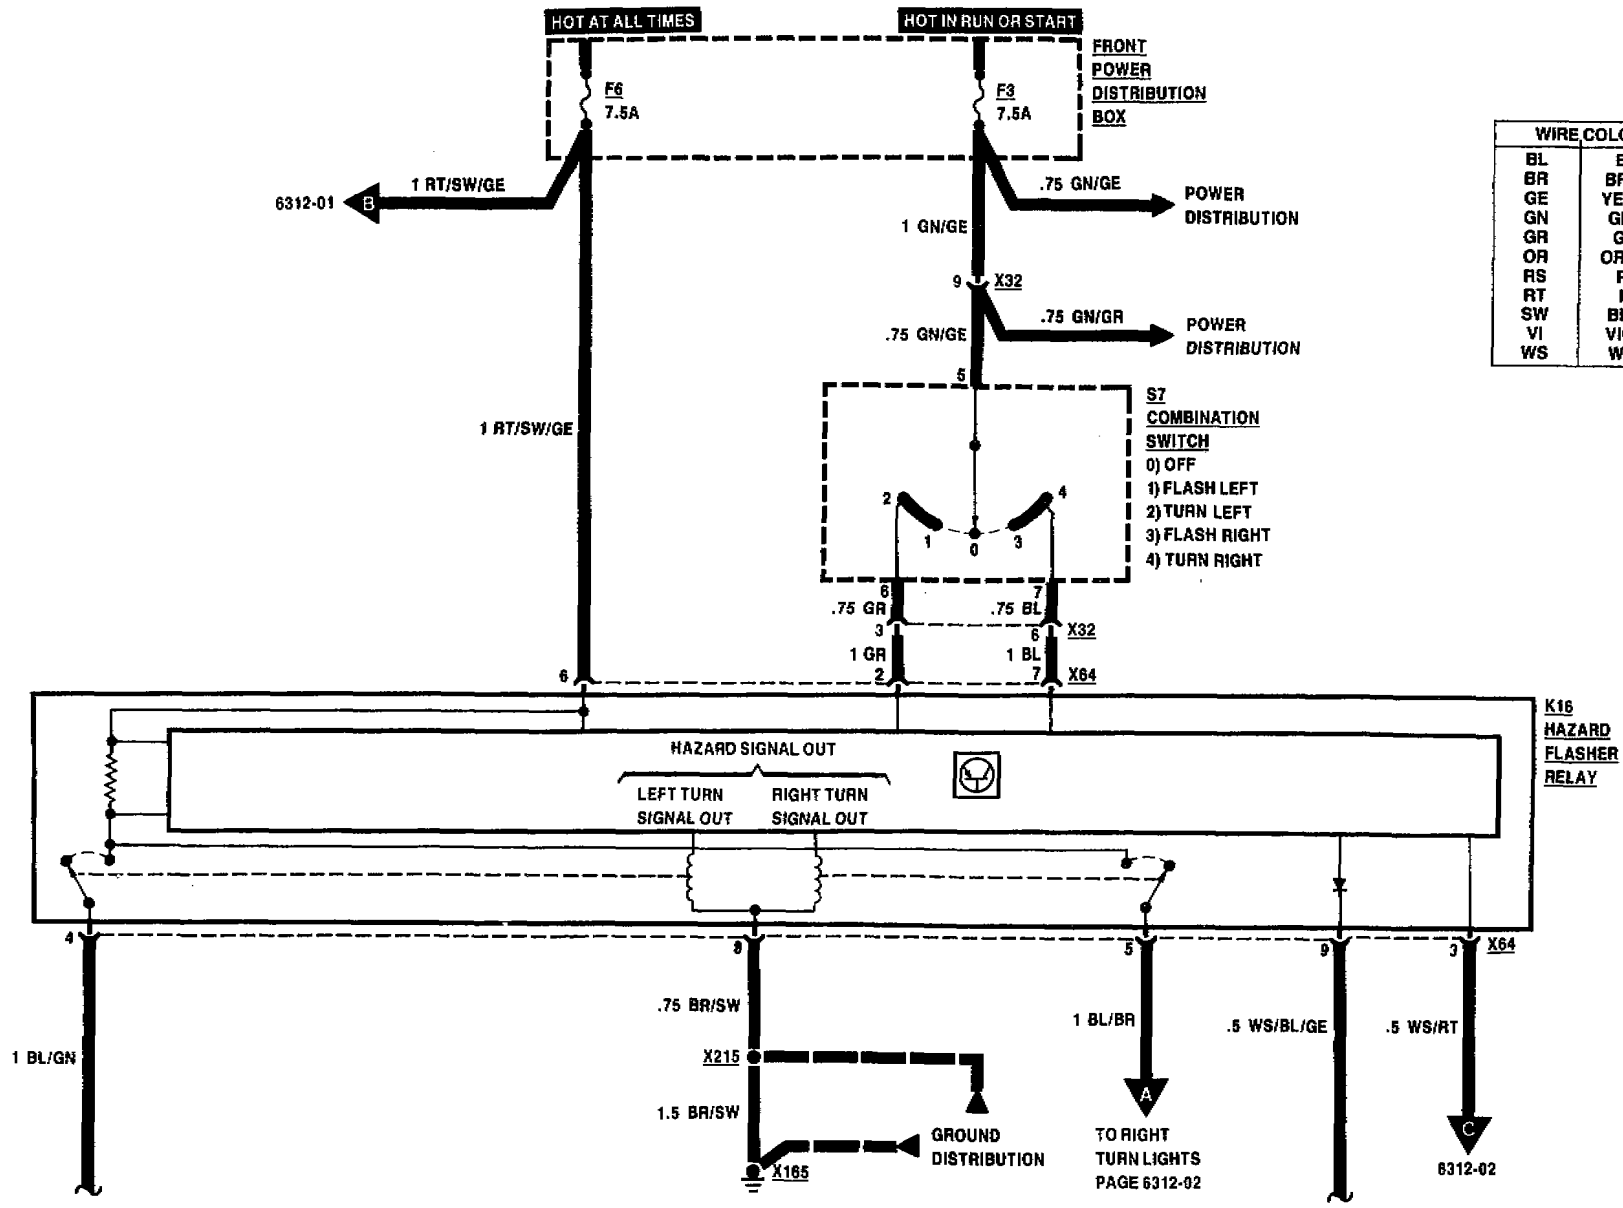 HOT AT ALL TIMES
HOT IN RUN OR START
FRONT
POWER
DISTRIBUTION
BOX
F6
7.5A
F3
7.5A
6312-01
B
1 RT/SW/GE
.75 GN/GE
POWER
DISTRIBUTION
1 GN/GE
9
X32
.75 GN/GR
POWER
DISTRIBUTION
.75 GN/GE
5
WIRE COLO
BL
BR
GE
GN
GR
OR
RS
RT
SW
VI
WS
1 RT/SW/GE
S7
COMBINATION
SWITCH
0) OFF
1) FLASH LEFT
2) TURN LEFT
3) FLASH RIGHT
4) TURN RIGHT
2
4
1
0
3
6
7
.75 GR
.75 BL
3
6
X32
1 GR
1 BL
6
2
7
X64
K16
HAZARD
FLASHER
RELAY
HAZARD SIGNAL OUT
LEFT TURN
SIGNAL OUT
RIGHT TURN
SIGNAL OUT
4
8
5
9
3
X64
1 BL/GN
.75 BR/SW
1 BL/BR
.5 WS/BL/GE
.5 WS/RT
X215
1.5 BR/SW
X165
GROUND
DISTRIBUTION
A
TO RIGHT
TURN LIGHTS
PAGE 6312-02
C
6312-02